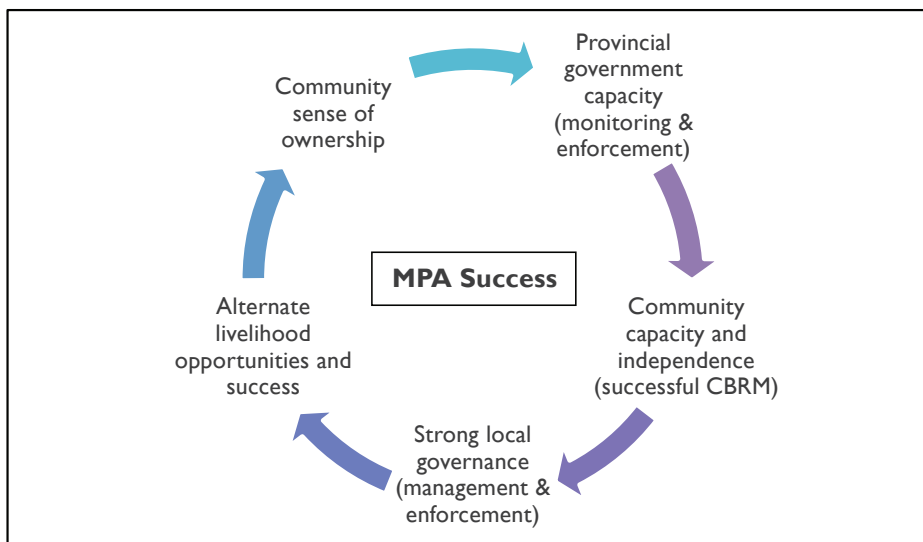 Community
sense of
ownership
Provincial
government
capacity
(monitoring &
enforcement)
MPA Success
Community
capacity and
independence
(successful CBRM)
Strong local
governance
(management &
enforcement)
Alternate
livelihood
opportunities and
success